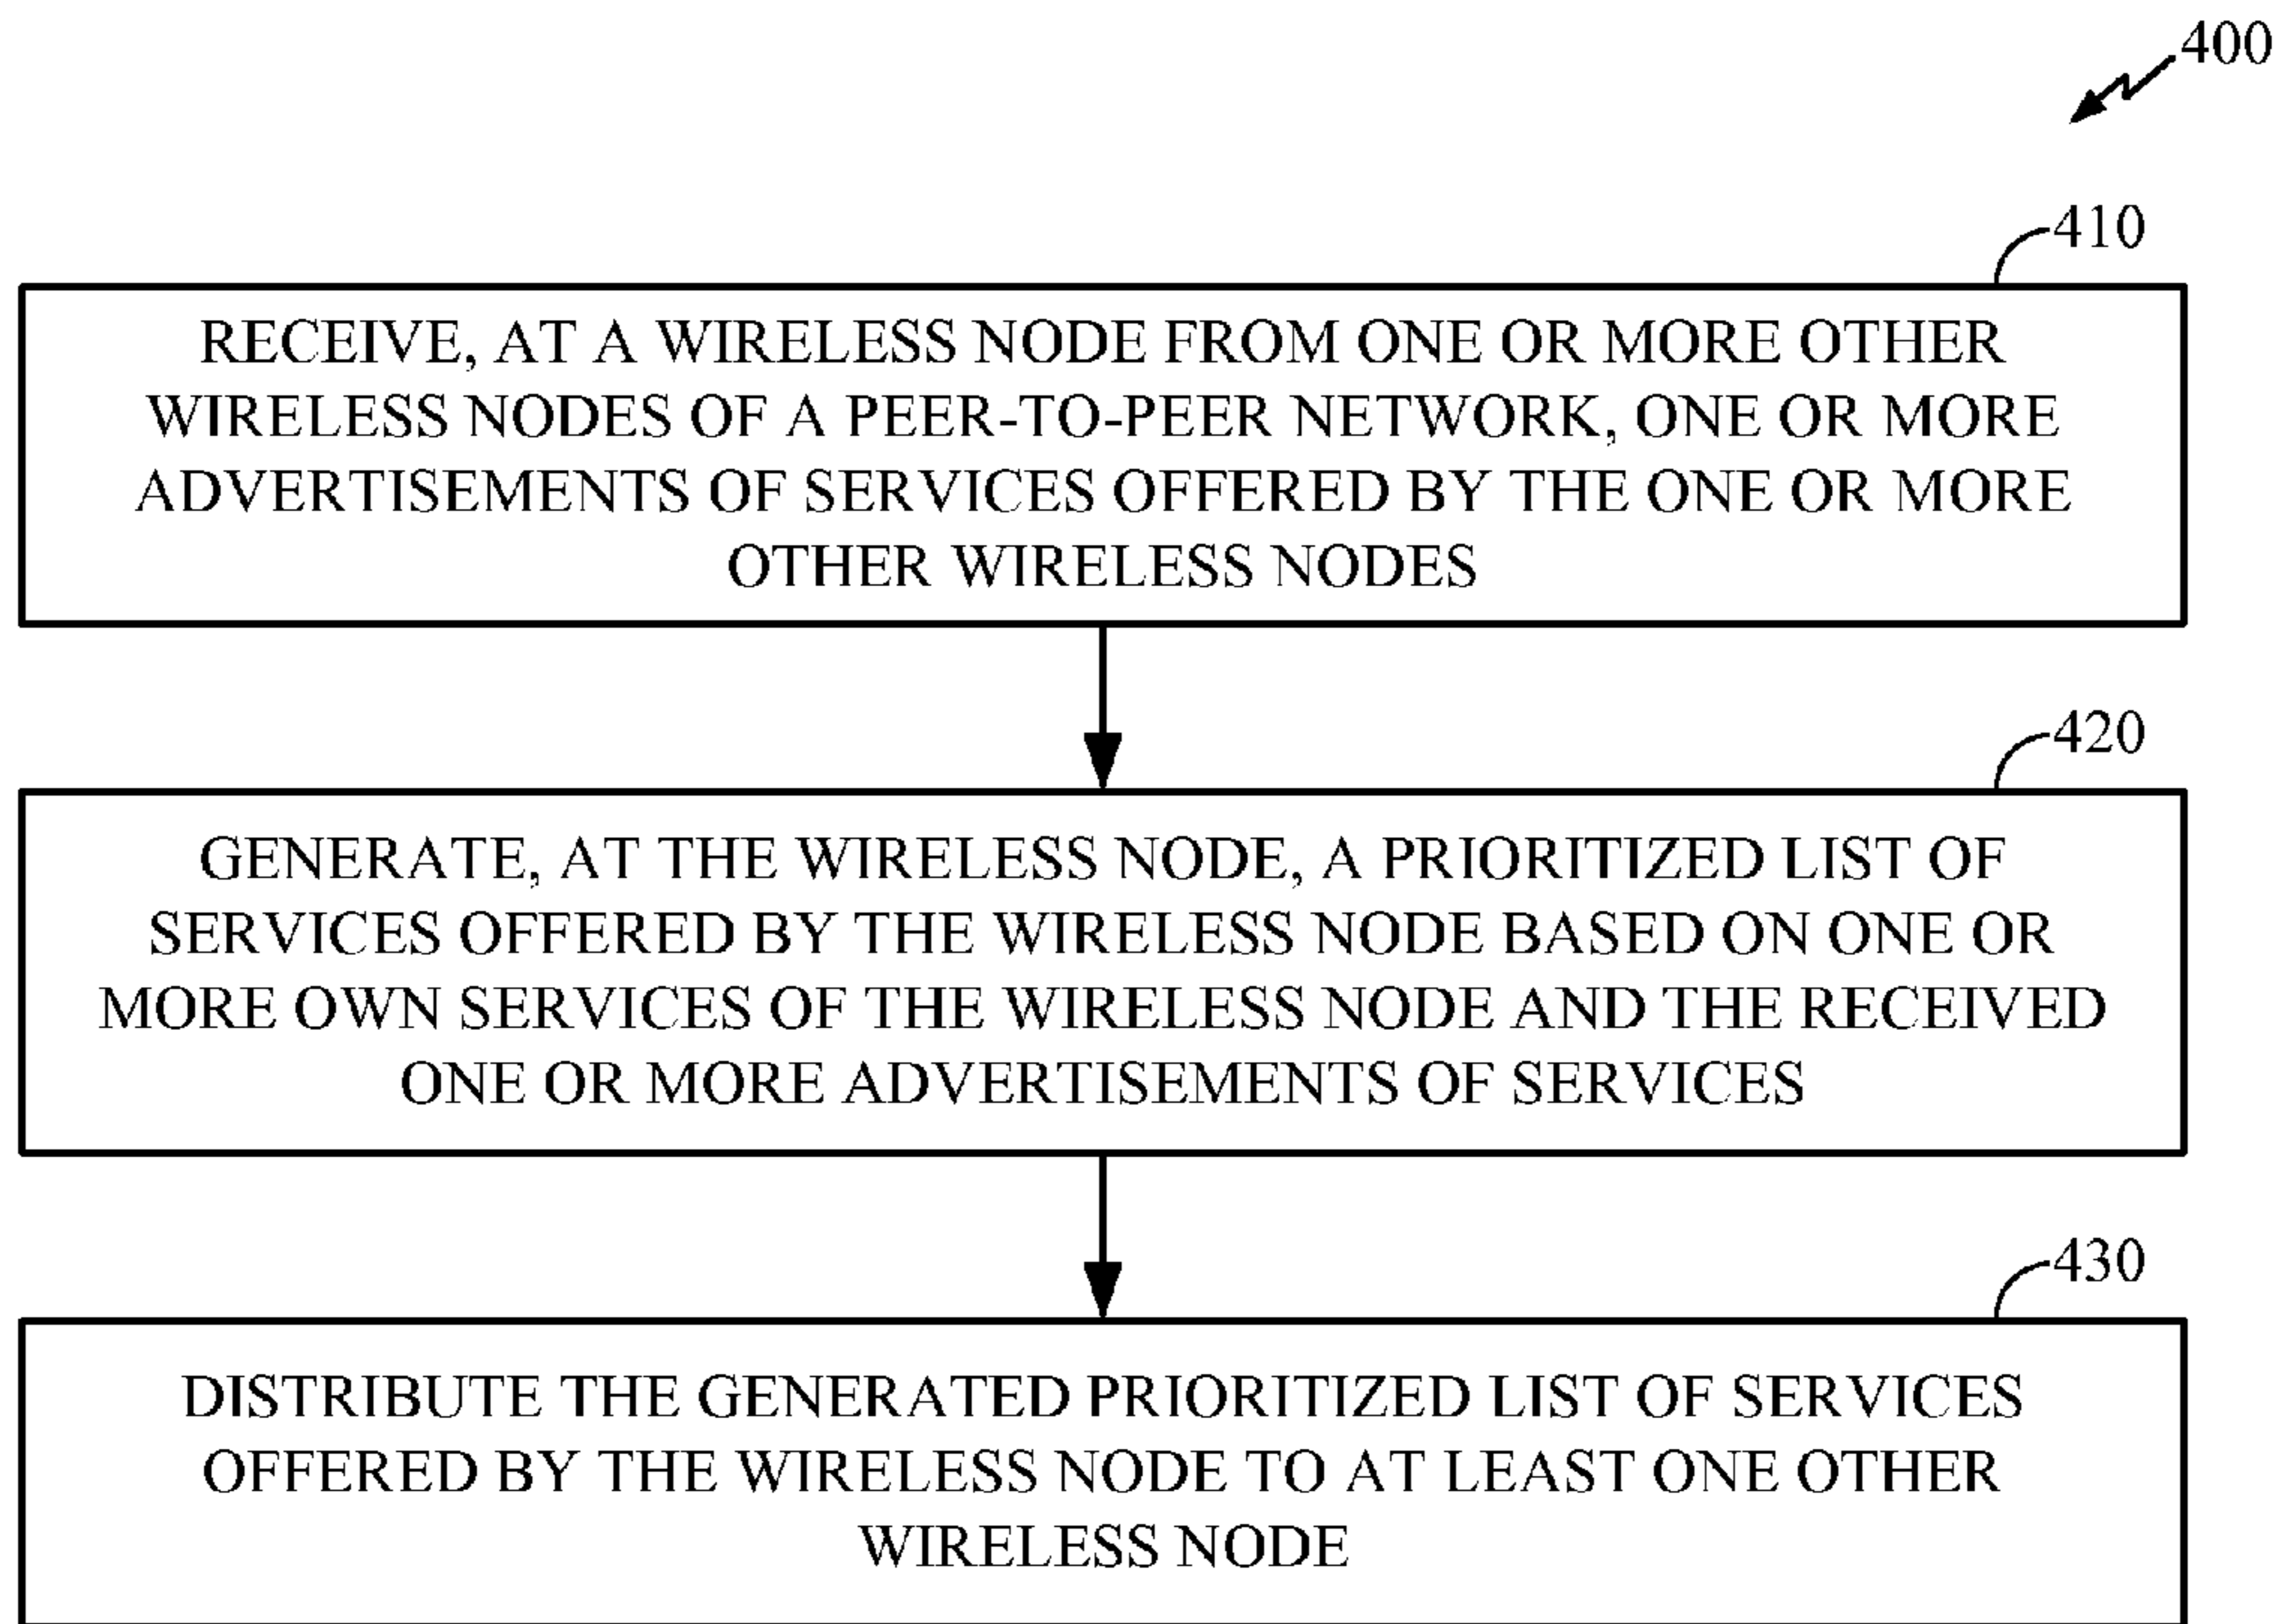 400
410
RECEIVE, AT A WIRELESS NODE FROM ONE OR MORE OTHER
WIRELESS NODES OF A PEER-TO-PEER NETWORK, ONE OR MORE
ADVERTISEMENTS OF SERVICES OFFERED BY THE ONE OR MORE
OTHER WIRELESS NODES
420
GENERATE, AT THE WIRELESS NODE, A PRIORITIZED LIST OF
SERVICES OFFERED BY THE WIRELESS NODE BASED ON ONE OR
MORE OWN SERVICES OF THE WIRELESS NODE AND THE RECEIVED
ONE OR MORE ADVERTISEMENTS OF SERVICES
430
DISTRIBUTE THE GENERATED PRIORITIZED LIST OF SERVICES
OFFERED BY THE WIRELESS NODE TO AT LEAST ONE OTHER
WIRELESS NODE